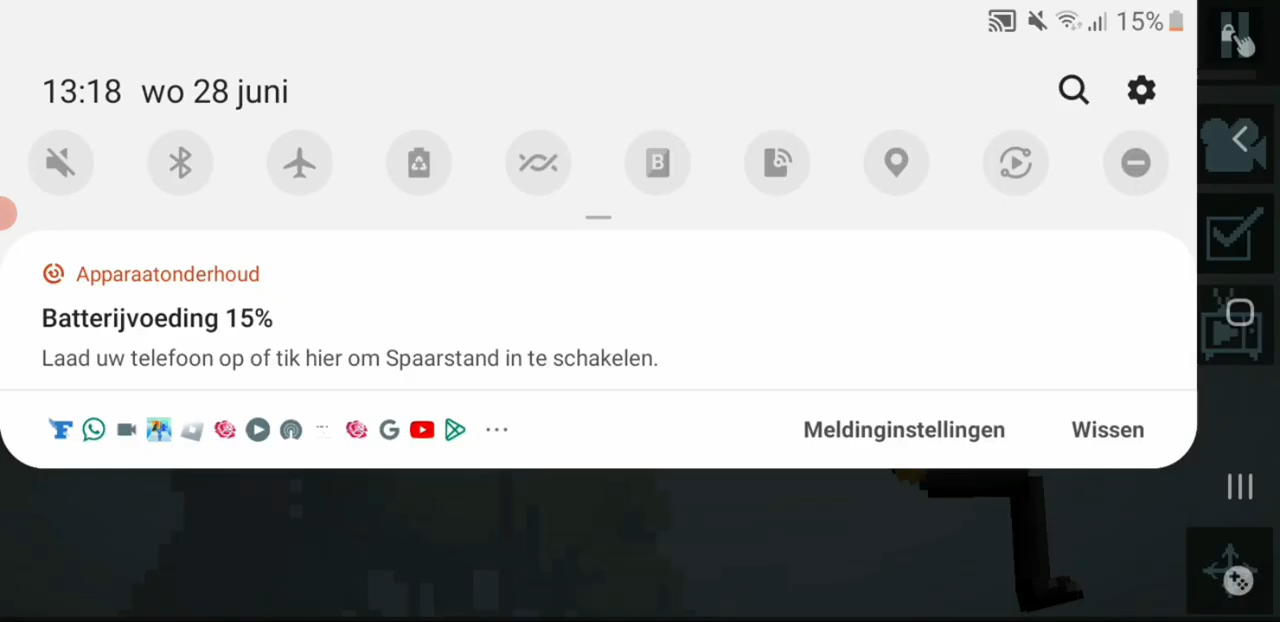 15%
13:18 wo 28 juni
B
Apparaatonderhoud
Batterijvoeding 15%
Laad uw telefoon op of tik hier om Spaarstand in te schakelen.
Meldinginstellingen Wissen